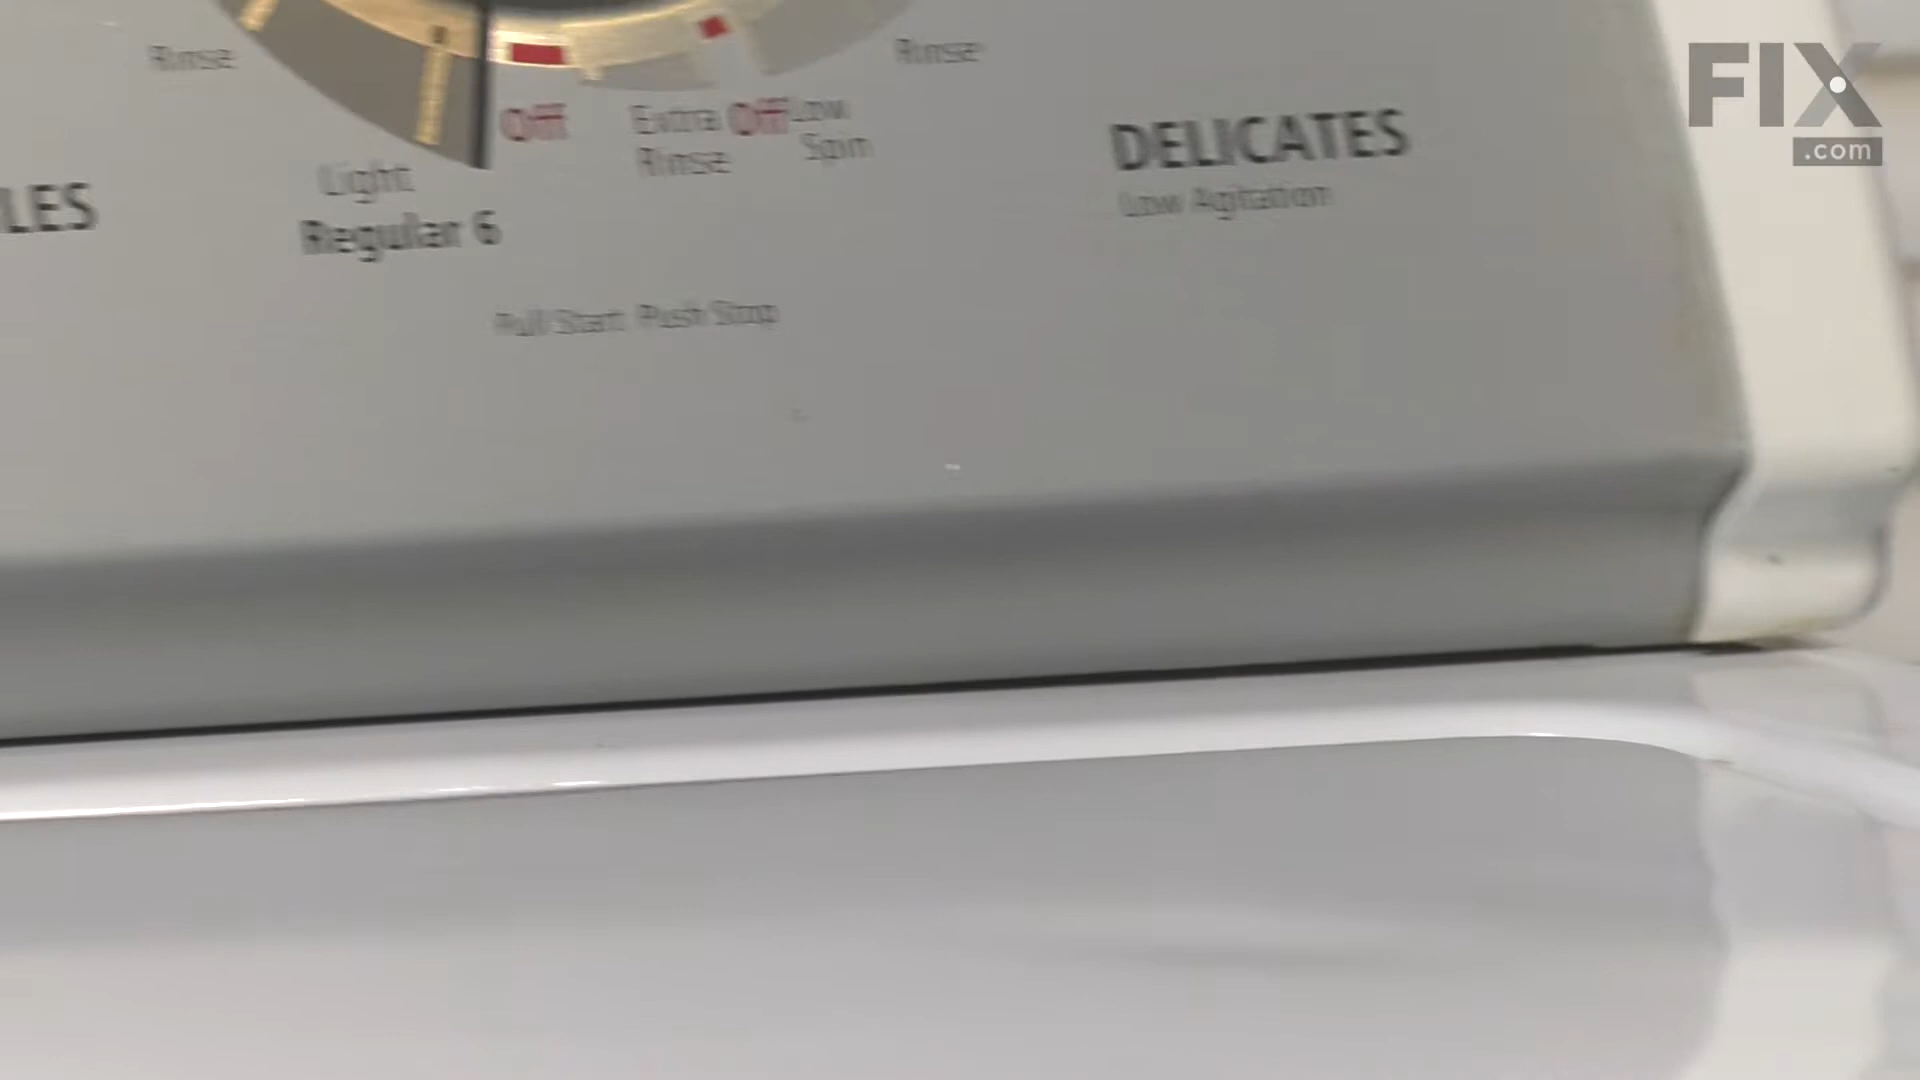 FIX
.com
Rinse
Rinse
Off
Extra
Rinse
Off
Low
Spin
DELICATES
Low Agitation
LES
Light
Regular 6
Pull Start Push Stop